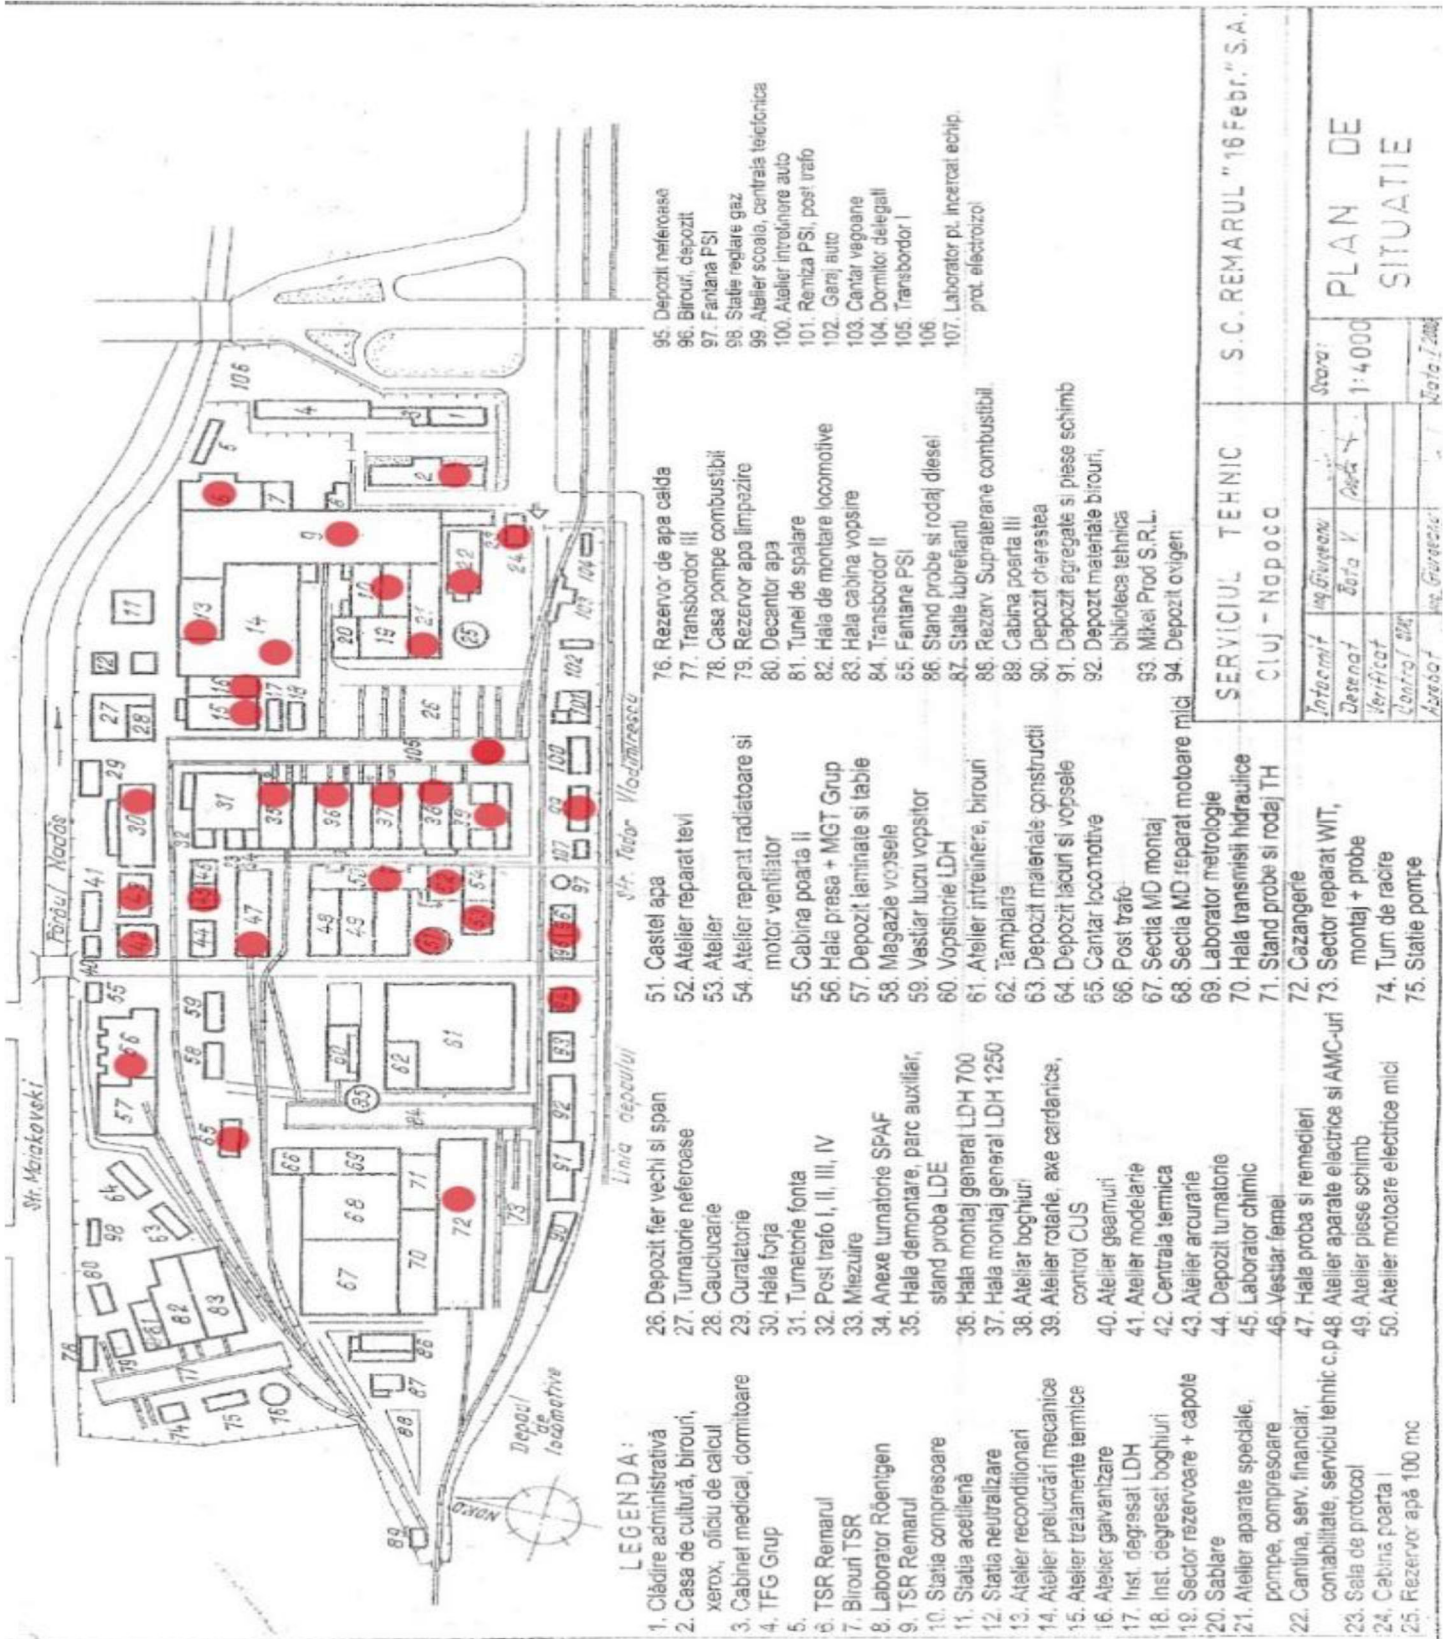 Str. Maiakovski
Pârâul Nadás
Str. Tudor Vladimirescu
Linia depoului
Depoul
de
locomotive
NORD
LEGENDA:
1. Clădire administrativă
2. Casa de cultură, birouri,
xerox, oficiu de calcul
3. Cabinet medical, dormitoare
4. TFG Grup
5.
6. TSR Remarul
7. Birouri TSR
8. Laborator Röentgen
9. TSR Remarul
10. Statia compresoare
11. Statia acetilenă
12. Statia neutralizare
13. Atelier reconditionari
14. Atelier prelucrări mecanice
15. Atelier tratamente termice
16. Atelier galvanizare
17. Inst. degresat LDH
18. Inst. degresat boghiuri
19. Sector rezervoare + capote
20. Sablare
21. Atelier aparate speciale,
pompe, compresoare
22. Cantina, serv. financiar,
contabilitate, serviciu tehnic c.p.
23. Sala de protocol
24. Cabina poarta I
25. Rezervor apă 100 mc
26. Depozit fier vechi si span
27. Turnatorie neferoase
28. Cauciucarie
29. Curatatorie
30. Hala forja
31. Turnatorie fonta
32. Post trafo I, II, III, IV
33. Mezuire
34. Anexe turnatorie SPAF
35. Hala demontare, parc auxiliar,
stand proba LDE
36. Hala montaj general LDH 700
37. Hala montaj general LDH 1250
38. Atelier boghiuri
39. Atelier rotarie, axe cardanice,
control CUS
40. Atelier geamuri
41. Atelier modelarie
42. Centrala termica
43. Atelier arcurarie
44. Depozit turnatorie
45. Laborator chimic
46. Vestiar femei
47. Hala proba si remedieri
48. Atelier aparate electrice si AMC-uri
49. Atelier piese schimb
50. Atelier motoare electrice mici
51. Castel apa
52. Atelier reparat tevi
53. Atelier
54. Atelier reparat radiatoare si
motor ventilator
55. Cabina poarta II
56. Hala presa + MGT Grup
57. Depozit laminate si table
58. Magazie vopsele
59. Vestiar lucru vopsitor
60. Vopsitorie LDH
61. Atelier intretinere, birouri
62. Tamplaria
63. Depozit materiale constructii
64. Depozit lacuri si vopsele
65. Cantar locomotive
66. Post trafo
67. Sectia MD montaj
68. Sectia MD reparat motoare mici
69. Laborator metrologie
70. Hala transmisii hidraulice
71. Stand probe si rodaj TH
72. Cazangerie
73. Sector reparat WIT,
montaj + probe
74. Turn de racire
75. Statie pompe
76. Rezervor de apa calda
77. Transbordor III
78. Casa pompe combustibil
79. Rezervor apa limpezire
80. Decantor apa
81. Tunel de spalare
82. Hala de montare locomotive
83. Hala cabina vopsire
84. Transbordor II
85. Fantana PSI
86. Stand probe si rodaj diesel
87. Statie lubrefianti
88. Rezerv. Supraterane combustibil.
89. Cabina poarta III
90. Depozit cherestea
91. Depozit agregate si piese schimb
92. Depozit materiale birouri,
biblioteca tehnica
93. Mikel Prod S.R.L.
94. Depozit oxigen
95. Depozit neferoase
96. Birouri, depozit
97. Fantana PSI
98. Statie reglare gaz
99. Atelier scoala, centrala telefonica
100. Atelier intretinere auto
101. Remiza PSI, post trafo
102. Garaj auto
103. Cantar vagoane
104. Dormitor delegati
105. Transbordor I
106
107. Laborator pt. incercat echip.
prot. electroizol
SERVICIUL TEHNIC
Cluj-Napoca
S.C. REMARUL "16 Febr." S.A.
Intocmit ing Giurgeanu
Desenat Bota V.
Verificat
Control
Aprobat ing Giurgeanu
Scara:
1:4000
PLAN DE
SITUATIE